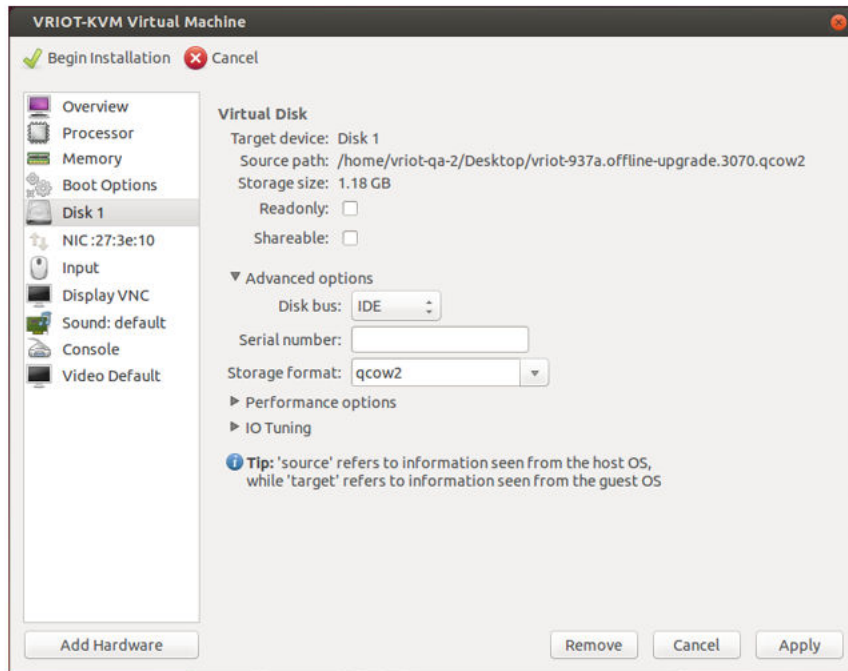 VRIOT-KVM Virtual Machine
Begin Installation Cancel
Overview
Processor
Memory
Boot Options
Disk 1
NIC :27:3e:10
Input
Display VNC
Sound: default
Console
Video Default
Add Hardware
Virtual Disk
Target device: Disk 1
Source path: /home/vriot-qa-2/Desktop/vriot-937a.offline-upgrade.3070.qcow2
Storage size: 1.18 GB
Readonly:
Shareable:
Advanced options
Disk bus: IDE
Serial number:
Storage format: qcow2
Performance options
IO Tuning
Tip: 'source' refers to information seen from the host OS,
while 'target' refers to information seen from the guest OS
Remove Cancel Apply